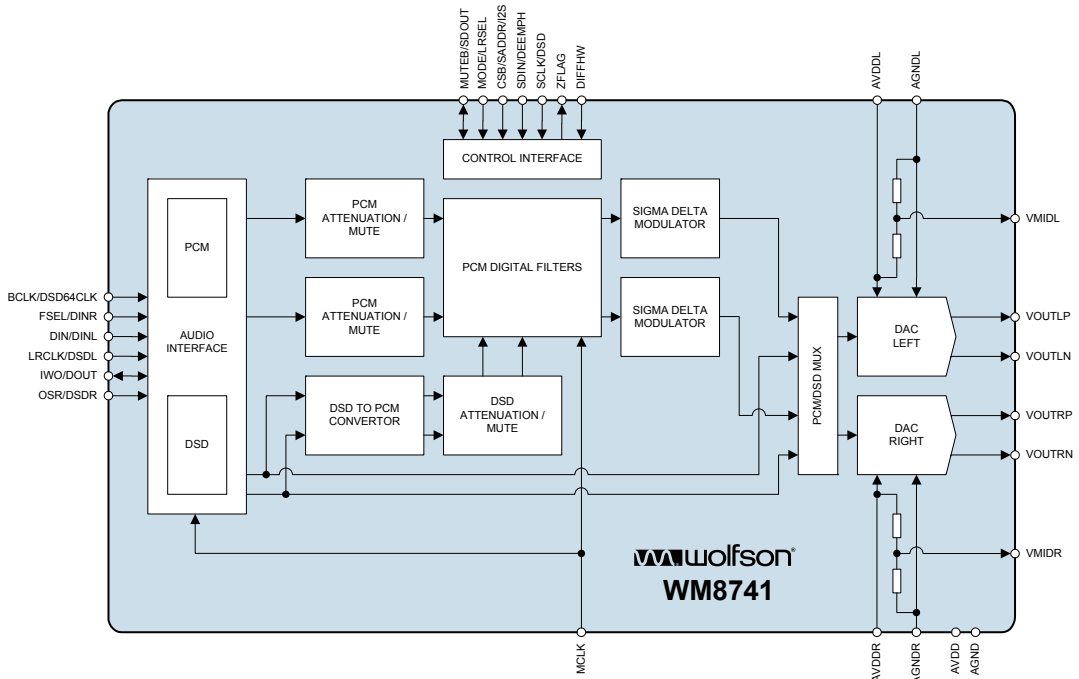 MUTEB/SDOUT
MODE/LRSEL
CSB/SADDR/I2S
SDIN/DEEMPH
SCLK/DSD
ZFLAG
DIFFHW
AVDDL
AGNDL
CONTROL INTERFACE
PCM
PCM
ATTENUATION /
MUTE
PCM DIGITAL FILTERS
SIGMA DELTA
MODULATOR
VMIDL
BCLK/DSD64CLK
FSEL/DINR
DIN/DINL
LRCLK/DSDL
IWO/DOUT
OSR/DSDR
AUDIO
INTERFACE
PCM
ATTENUATION /
MUTE
SIGMA DELTA
MODULATOR
PCM/DSD MUX
DAC
LEFT
VOUTLP
VOUTLN
DSD
DSD TO PCM
CONVERTOR
DSD
ATTENUATION /
MUTE
DAC
RIGHT
VOUTRP
VOUTRN
wolfson®
WM8741
VMIDR
MCLK
AVDDR
AGNDR
AVDD
AGND